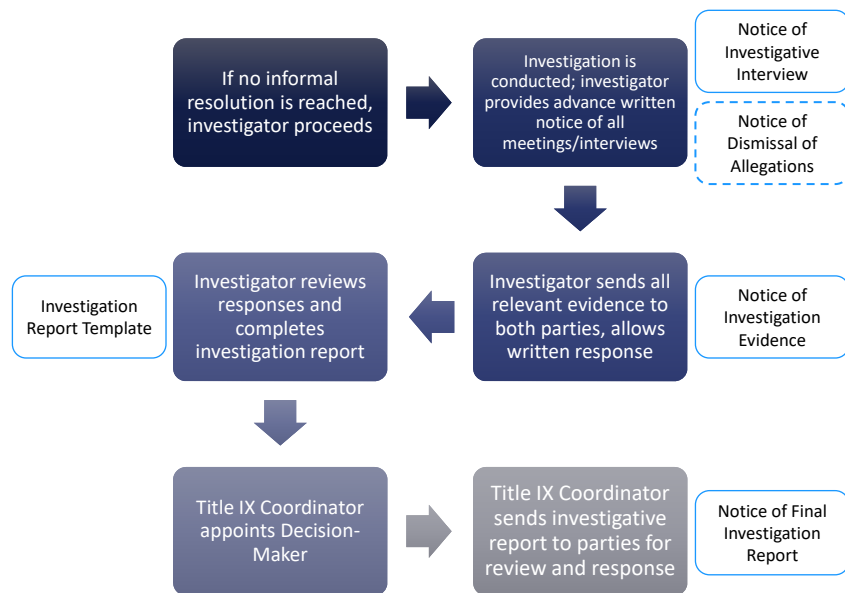 If no informal
resolution is reached,
investigator proceeds
Investigation is
conducted; investigator
provides advance written
notice of all
meetings/interviews
Notice of
Investigative
Interview
Notice of
Dismissal of
Allegations
Investigator sends all
relevant evidence to
both parties, allows
written response
Notice of
Investigation
Evidence
Investigator reviews
responses and
completes
investigation report
Investigation
Report Template
Title IX Coordinator
appoints Decision-
Maker
Title IX Coordinator
sends investigative
report to parties for
review and response
Notice of Final
Investigation
Report